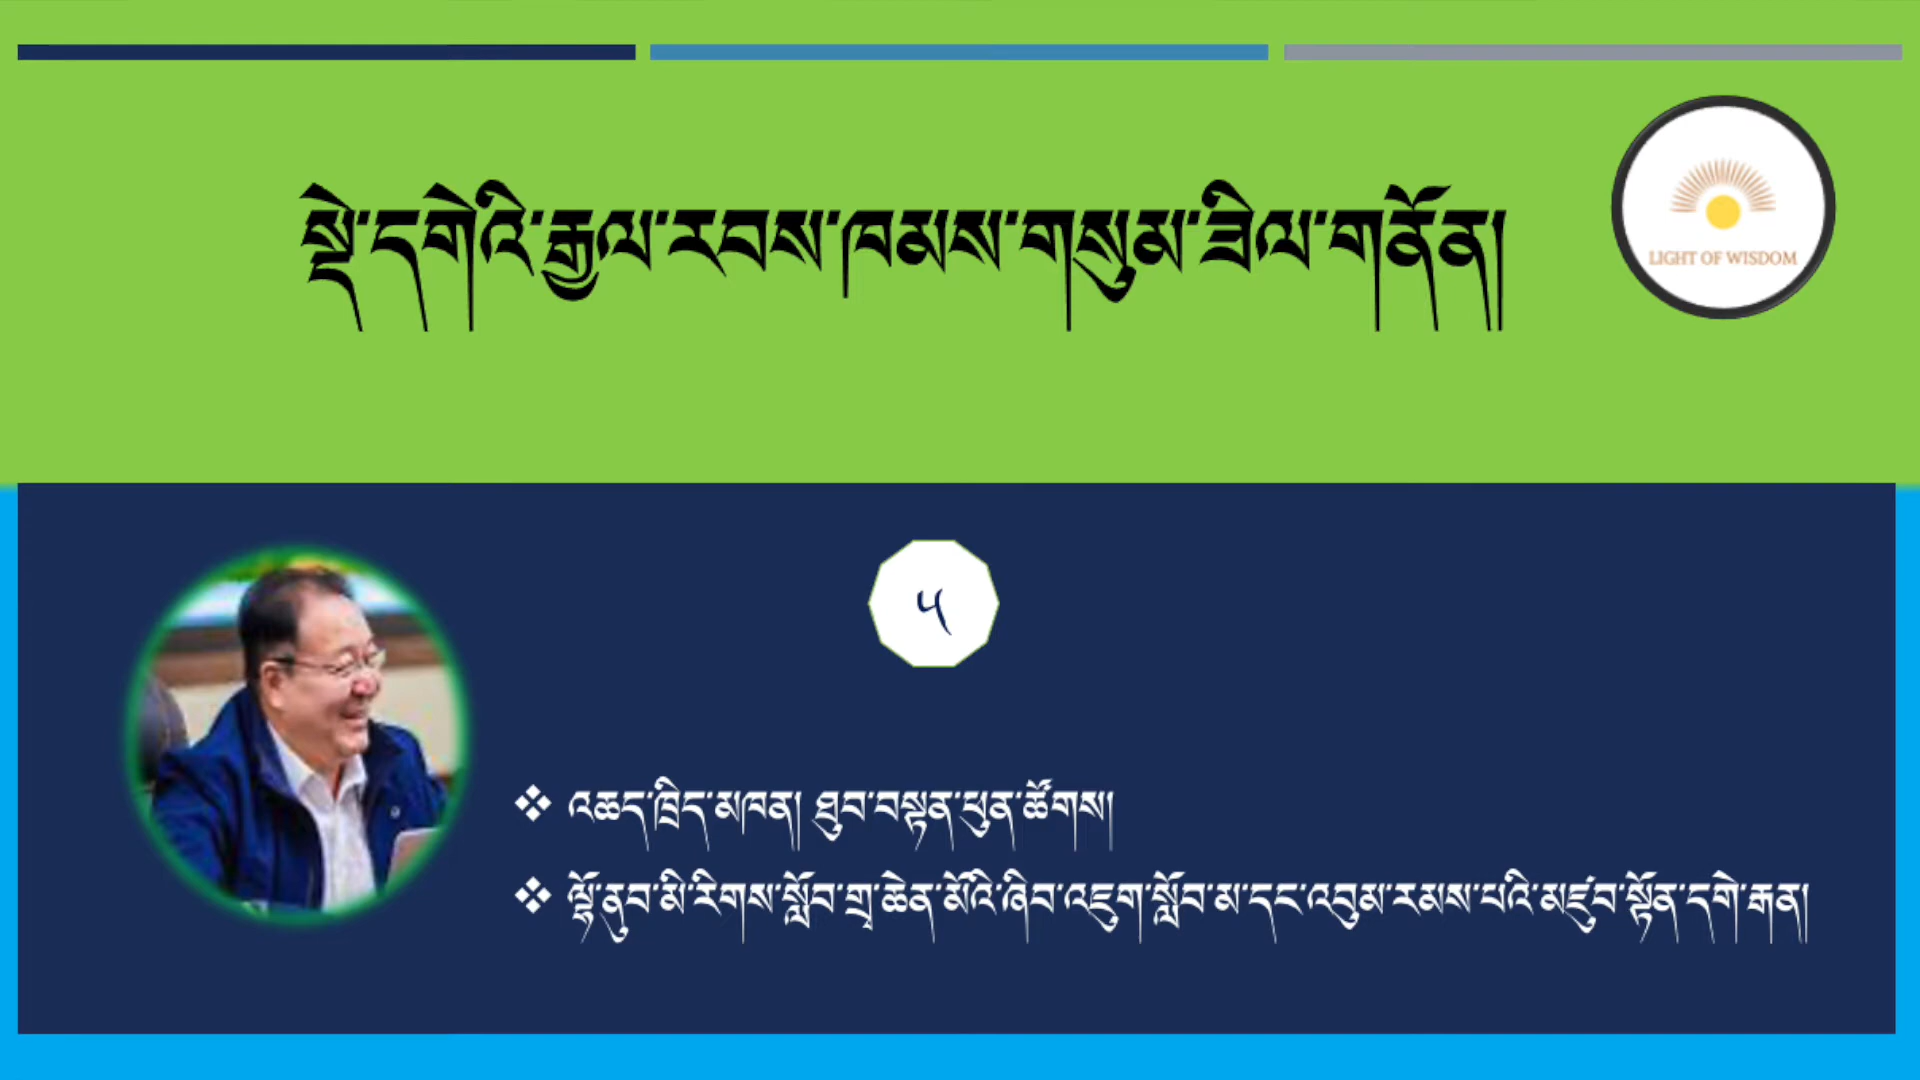 སྡེ་དགེའི་རྒྱལ་རབས་ཁམས་གསུམ་ཟིལ་གནོན།
LIGHT OF WISDOM
༥
❖ འཆད་ཁྲིད་མཁན། ཐུབ་བསྟན་ཕུན་ཚོགས།
❖ ལྷོ་ནུབ་མི་རིགས་སློབ་གྲྭ་ཆེན་མོའི་ཞིབ་འཇུག་སློབ་མ་དང་འབུམ་རམས་པའི་མཛུབ་སྟོན་དགེ་རྒན།